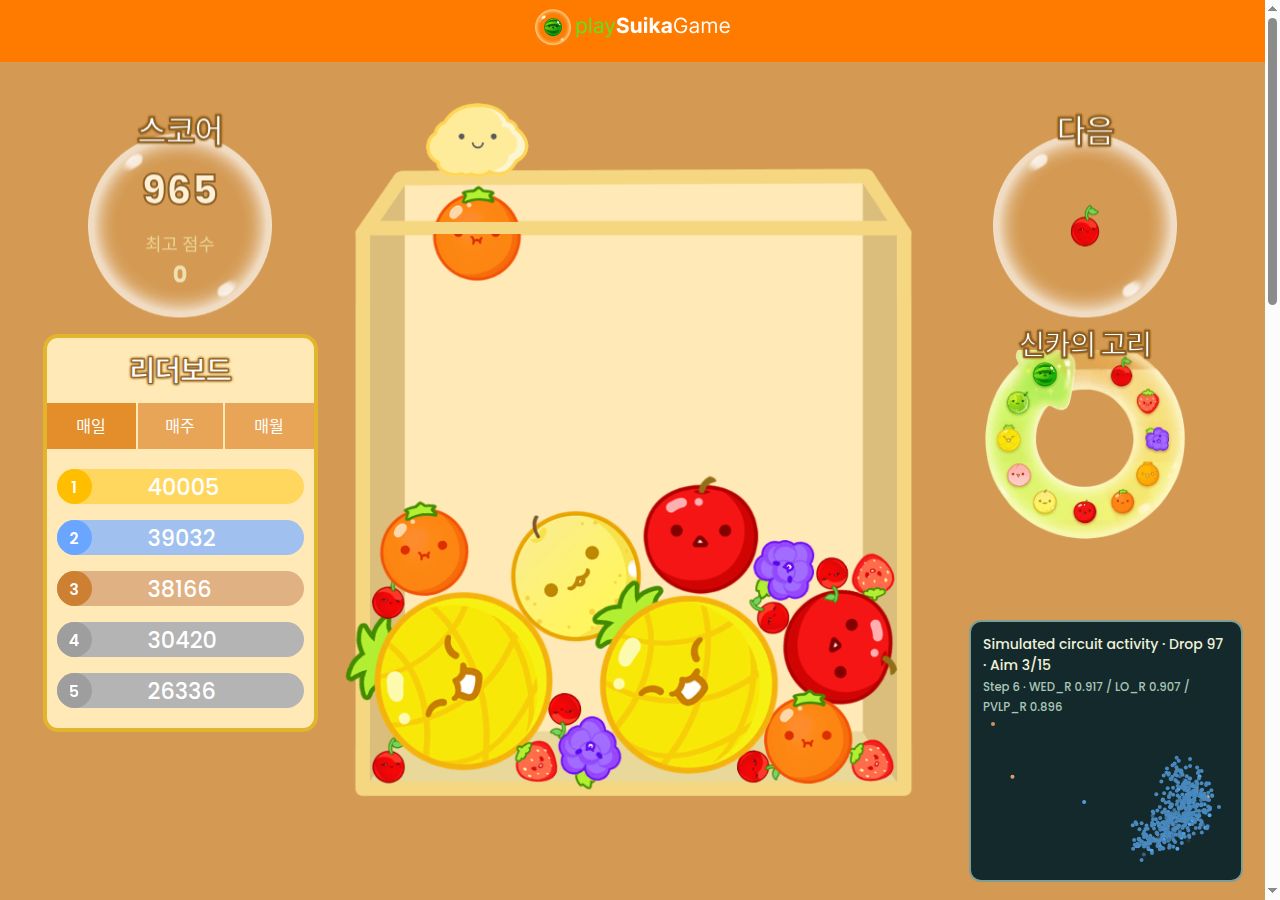 playSuikaGame
스코어
965
최고 점수
0
다음
신카의 고리
리더보드
매일 매주 매월
1 40005
2 39032
3 38166
4 30420
5 26336
Simulated circuit activity · Drop 97
· Aim 3/15
Step 6 · WED_R 0.917 / LO_R 0.907 /
PVLP_R 0.896